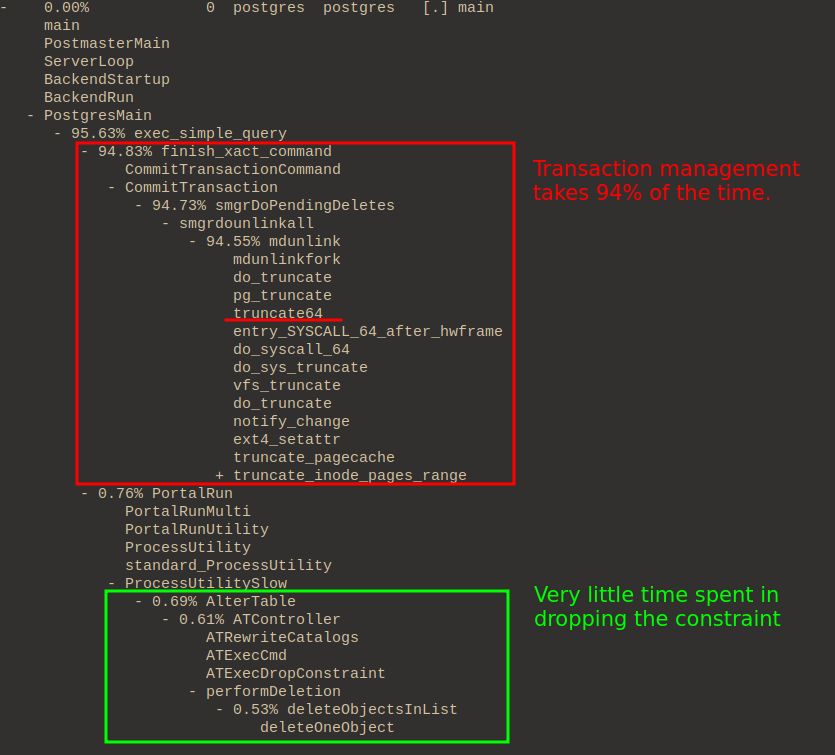 - 0.00% 0 postgres postgres [.] main
main
PostmasterMain
ServerLoop
BackendStartup
BackendRun
- PostgresMain
- 95.63% exec_simple_query
- 94.83% finish_xact_command
CommitTransactionCommand
- CommitTransaction
- 94.73% smgrDoPendingDeletes
- smgrdounlinkall
- 94.55% mdunlink
mdunlinkfork
do_truncate
pg_truncate
truncate64
entry_SYSCALL_64_after_hwframe
do_syscall_64
do_sys_truncate
vfs_truncate
do_truncate
notify_change
ext4_setattr
truncate_pagecache
+ truncate_inode_pages_range
Transaction management
takes 94% of the time.
- 0.76% PortalRun
PortalRunMulti
PortalRunUtility
ProcessUtility
standard_ProcessUtility
- ProcessUtilitySlow
- 0.69% AlterTable
- 0.61% ATController
ATRewriteCatalogs
ATExecCmd
ATExecDropConstraint
- performDeletion
- 0.53% deleteObjectsInList
deleteOneObject
Very little time spent in
dropping the constraint